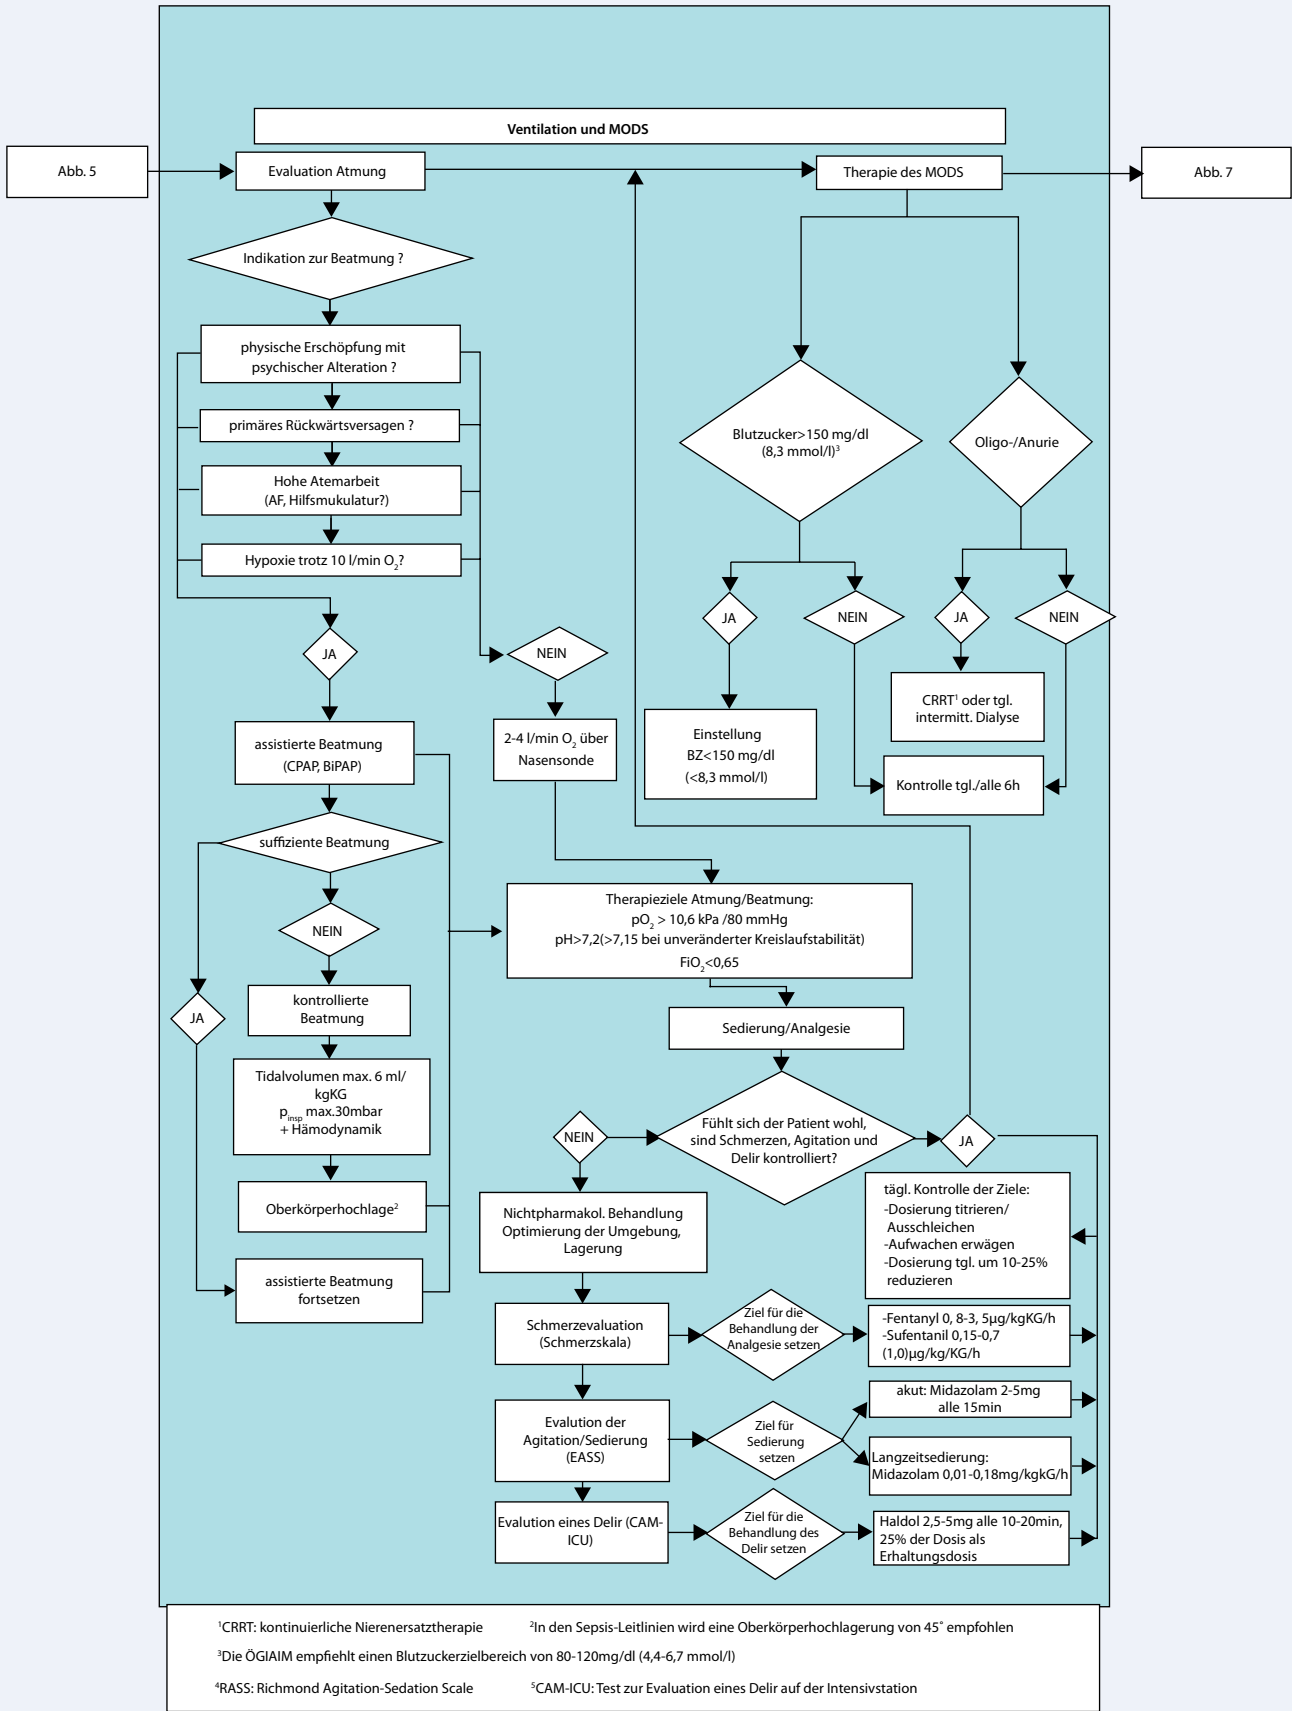 Ventilation und MODS
Abb. 5
Evaluation Atmung
Therapie des MODS
Abb. 7
Indikation zur Beatmung ?
physische Erschöpfung mit
psychischer Alteration ?
primäres Rückwärtsversagen ?
Hohe Atemarbeit
(AF, Hilfsmukulatur?)
Hypoxie trotz 10 l/min O₂?
JA
NEIN
assistierte Beatmung
(CPAP, BiPAP)
2-4 l/min O₂ über
Nasensonde
suffiziente Beatmung
NEIN
JA
kontrollierte
Beatmung
Tidalvolumen max. 6 ml/
kgKG
pinsp max.30mbar
+ Hämodynamik
Oberkörperhochlage²
assistierte Beatmung
fortsetzen
Blutzucker>150 mg/dl
(8,3 mmol/l)³
Oligo-/Anurie
JA
NEIN
JA
NEIN
Einstellung
BZ<150 mg/dl
(<8,3 mmol/l)
CRRT¹ oder tgl.
intermitt. Dialyse
Kontrolle tgl./alle 6h
Therapieziele Atmung/Beatmung:
pO₂ > 10,6 kPa /80 mmHg
pH>7,2(>7,15 bei unveränderter Kreislaufstabilität)
FiO₂<0,65
Sedierung/Analgesie
Fühlt sich der Patient wohl,
sind Schmerzen, Agitation und
Delir kontrolliert?
NEIN
JA
Nichtpharmakol. Behandlung
Optimierung der Umgebung,
Lagerung
tägl. Kontrolle der Ziele:
-Dosierung titrieren/
Ausschleichen
-Aufwachen erwägen
-Dosierung tgl. um 10-25%
reduzieren
Schmerzevaluation
(Schmerzskala)
Ziel für die
Behandlung der
Analgesie setzen
-Fentanyl 0, 8-3, 5µg/kgKG/h
-Sufentanil 0,15-0,7
(1,0)µg/kg/KG/h
Evalution der
Agitation/Sedierung
(EASS)
Ziel für
Sedierung
setzen
akut: Midazolam 2-5mg
alle 15min
Langzeitsedierung:
Midazolam 0,01-0,18mg/kgkG/h
Evalution eines Delir (CAM-
ICU)
Ziel für die
Behandlung des
Delir setzen
Haldol 2,5-5mg alle 10-20min,
25% der Dosis als
Erhaltungsdosis
¹CRRT: kontinuierliche Nierenersatztherapie ²In den Sepsis-Leitlinien wird eine Oberkörperhochlagerung von 45° empfohlen
³Die ÖGIAIM empfiehlt einen Blutzuckerzielbereich von 80-120mg/dl (4,4-6,7 mmol/l)
⁴RASS: Richmond Agitation-Sedation Scale ⁵CAM-ICU: Test zur Evaluation eines Delir auf der Intensivstation